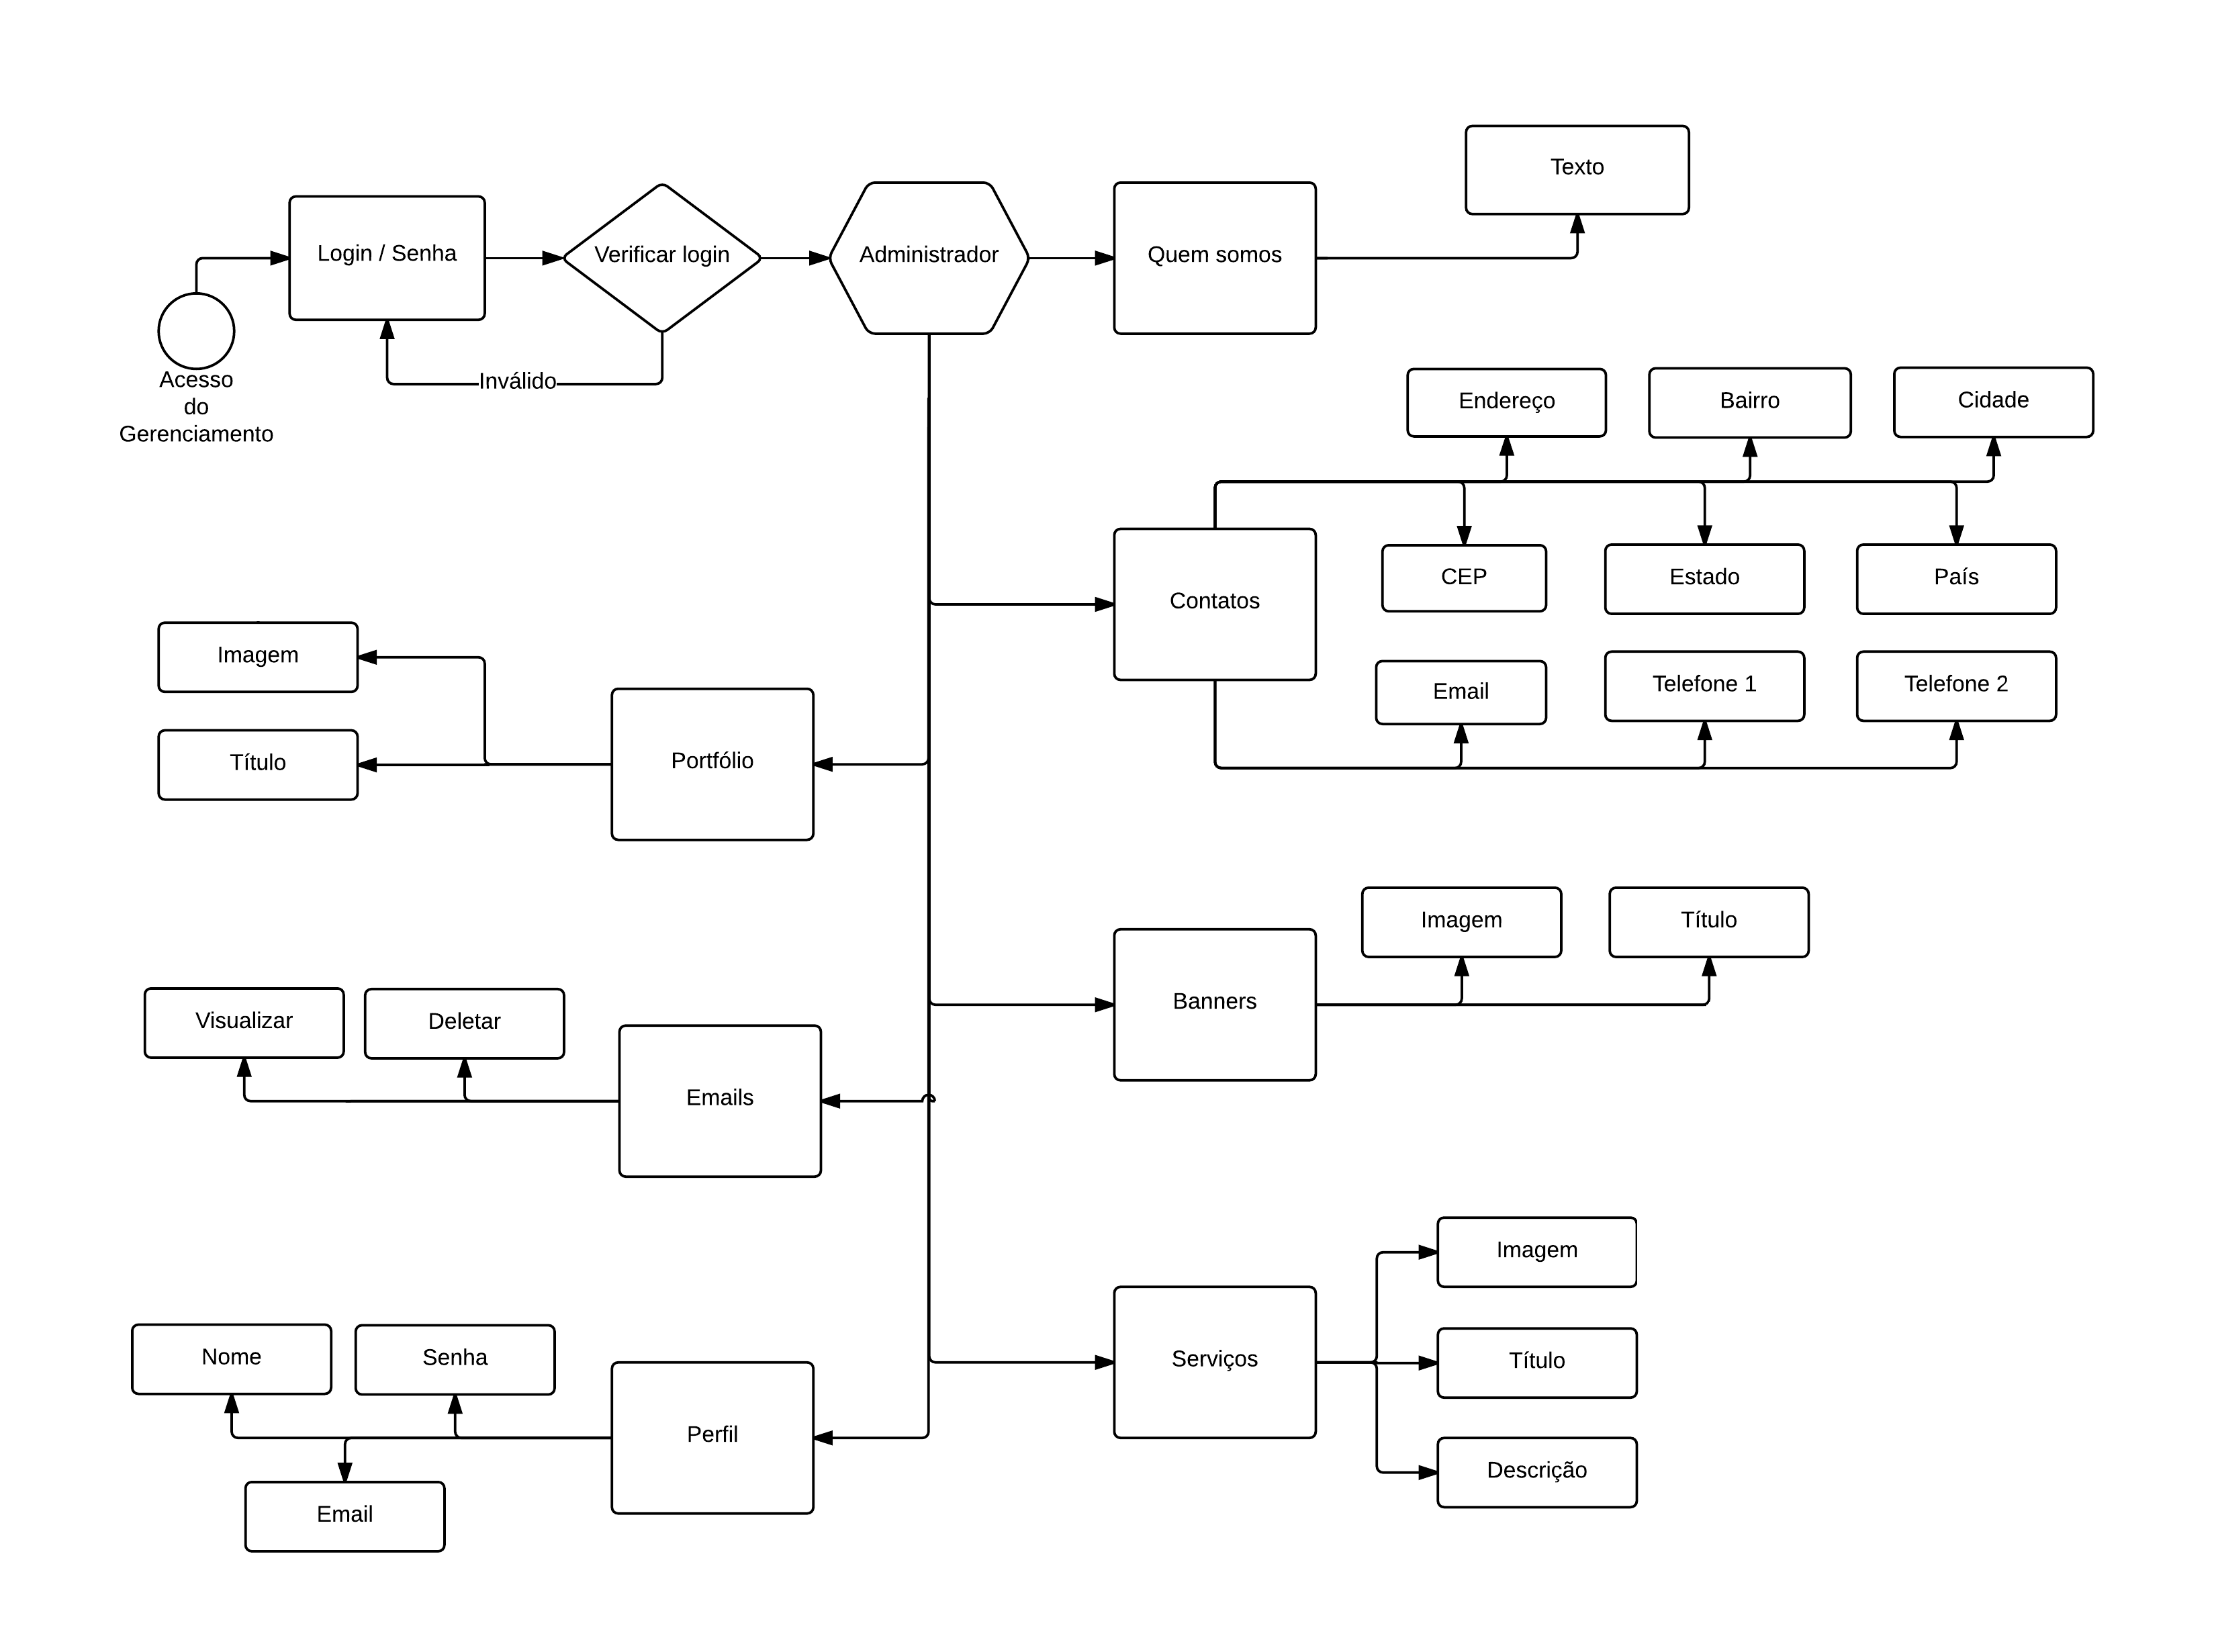 Texto
Login / Senha
Verificar login
Administrador
Quem somos
Inválido
Acesso
do
Gerenciamento
Endereço
Bairro
Cidade
CEP
Estado
País
Contatos
Email
Telefone 1
Telefone 2
Imagem
Título
Portfólio
Imagem
Título
Banners
Visualizar
Deletar
Emails
Imagem
Título
Descrição
Serviços
Nome
Senha
Perfil
Email